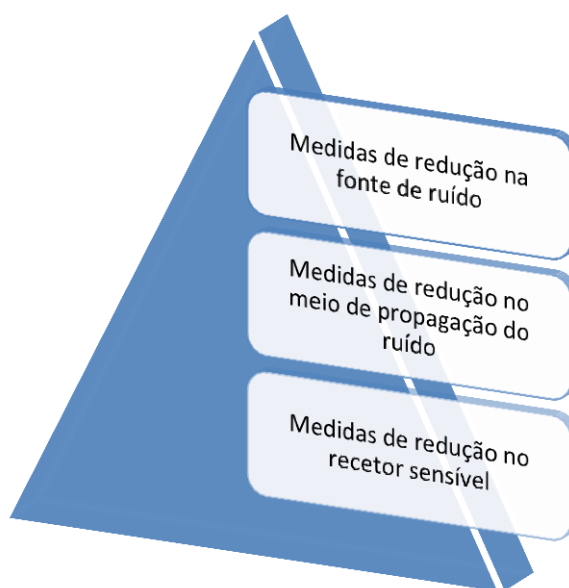 Medidas de redução na
fonte de ruído
Medidas de redução no
meio de propagação do
ruído
Medidas de redução no
recetor sensível